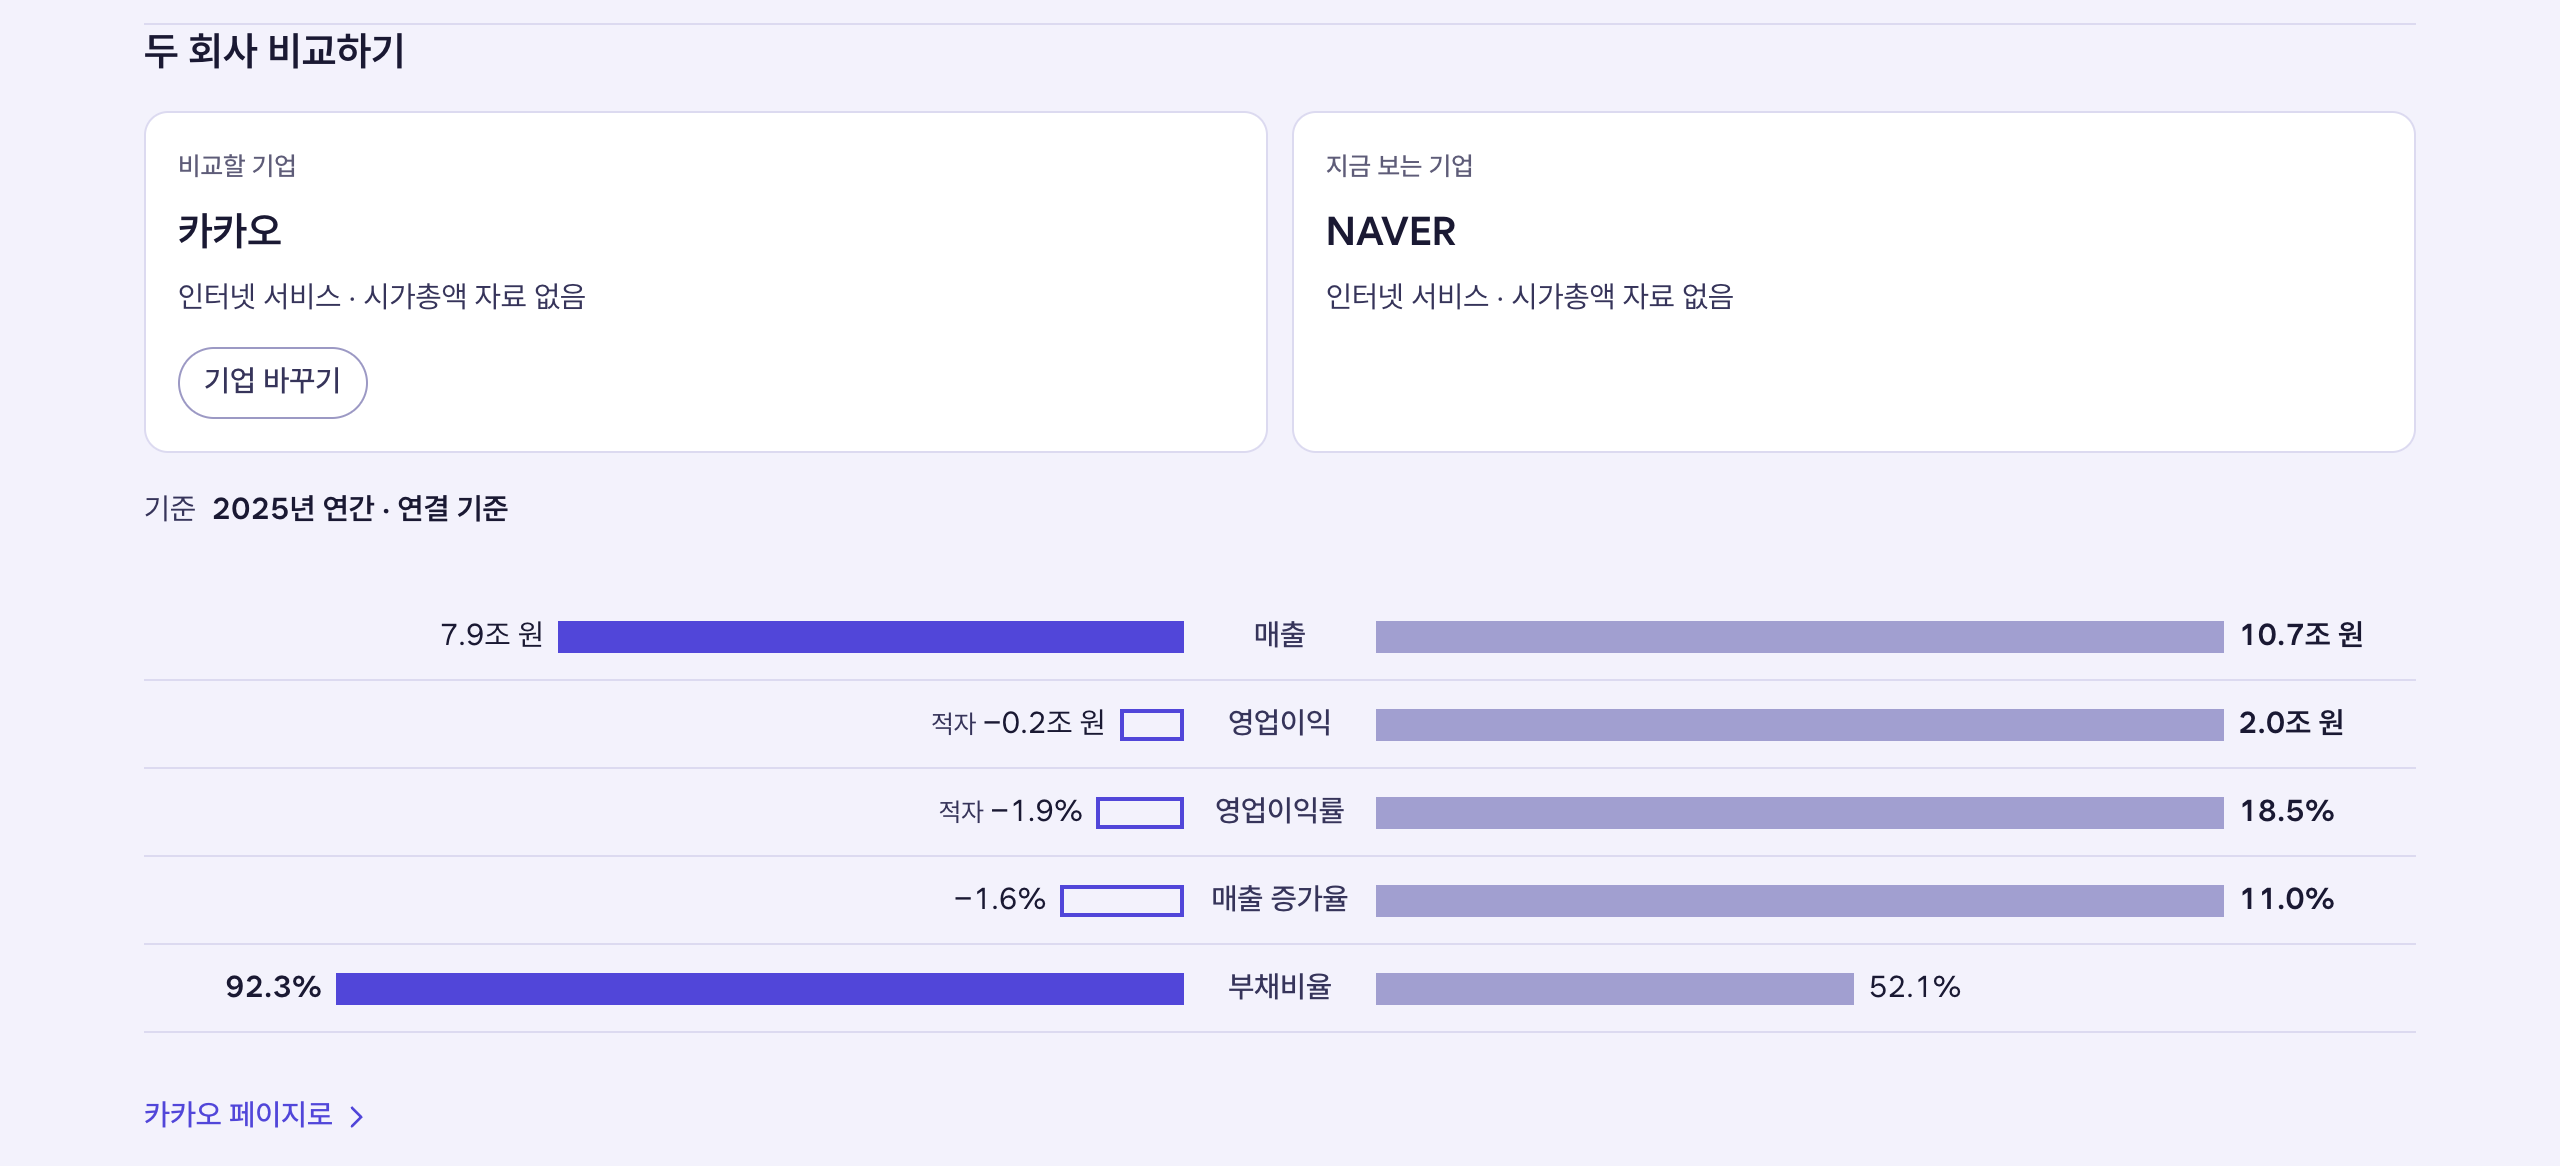 두 회사 비교하기
비교할 기업
카카오
인터넷 서비스 · 시가총액 자료 없음
기업 바꾸기
지금 보는 기업
NAVER
인터넷 서비스 · 시가총액 자료 없음
기준 2025년 연간 · 연결 기준
7.9조 원 매출 10.7조 원
적자 −0.2조 원 영업이익 2.0조 원
적자 −1.9% 영업이익률 18.5%
−1.6% 매출 증가율 11.0%
92.3% 부채비율 52.1%
카카오 페이지로